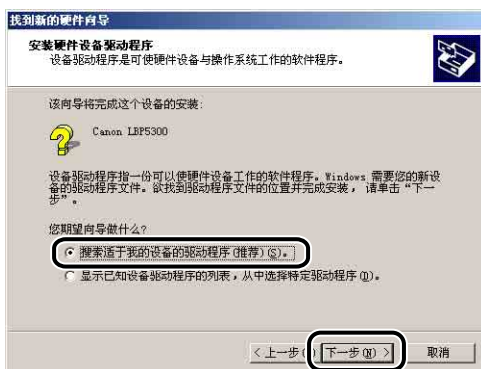 找到新的硬件向导
安装硬件设备驱动程序
设备驱动程序是可使硬件设备与操作系统工作的软件程序。
该向导将完成这个设备的安装:
Canon LBP5300
设备驱动程序指一份可以使硬件设备工作的软件程序。Windows 需要您的新设
备的驱动程序文件。欲找到驱动程序文件的位置并完成安装，请单击“下一
步”。
您期望向导做什么?
搜索适于我的设备的驱动程序(推荐)(S)。
显示已知设备驱动程序的列表，从中选择特定驱动程序(D)。
<上一步( 下一步(N) > 取消